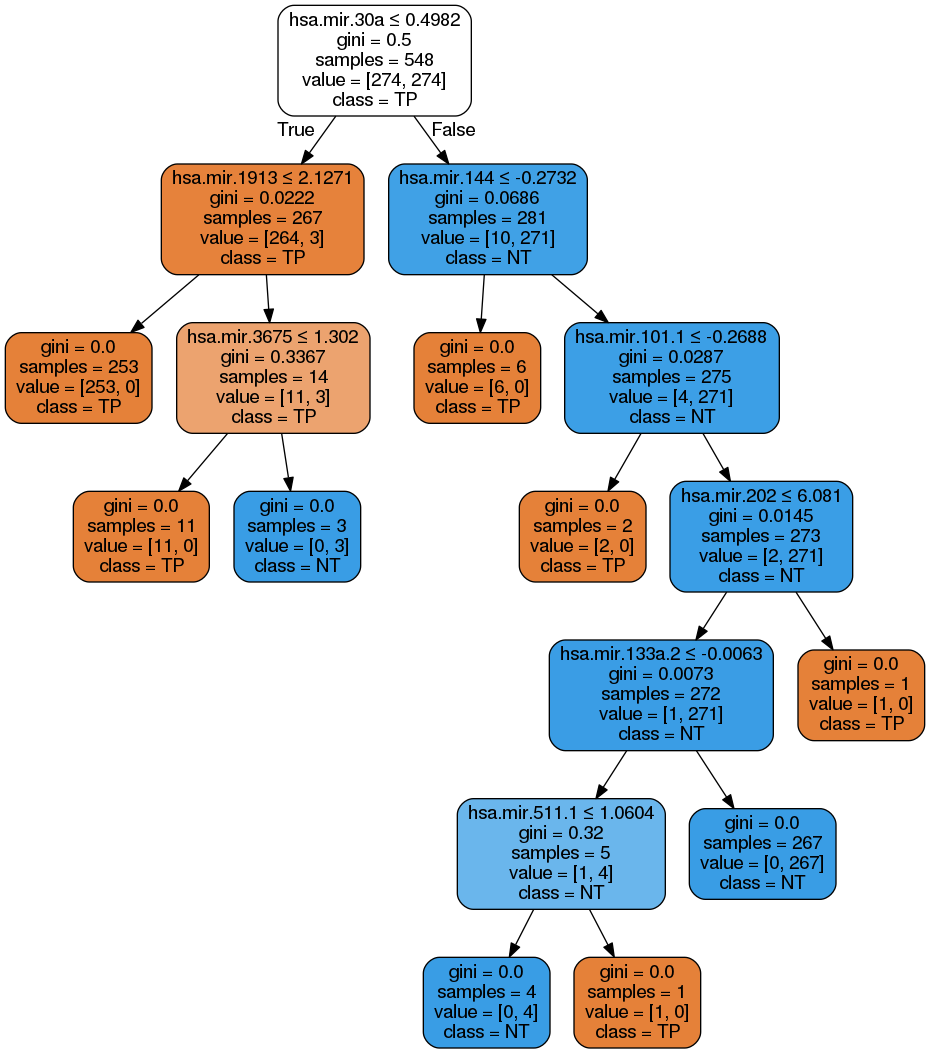 hsa.mir.30a ≤ 0.4982
gini = 0.5
samples = 548
value = [274, 274]
class = TP
True
False
hsa.mir.1913 ≤ 2.1271
gini = 0.0222
samples = 267
value = [264, 3]
class = TP
hsa.mir.144 ≤ -0.2732
gini = 0.0686
samples = 281
value = [10, 271]
class = NT
gini = 0.0
samples = 253
value = [253, 0]
class = TP
hsa.mir.3675 ≤ 1.302
gini = 0.3367
samples = 14
value = [11, 3]
class = TP
gini = 0.0
samples = 6
value = [6, 0]
class = TP
hsa.mir.101.1 ≤ -0.2688
gini = 0.0287
samples = 275
value = [4, 271]
class = NT
gini = 0.0
samples = 11
value = [11, 0]
class = TP
gini = 0.0
samples = 3
value = [0, 3]
class = NT
gini = 0.0
samples = 2
value = [2, 0]
class = TP
hsa.mir.202 ≤ 6.081
gini = 0.0145
samples = 273
value = [2, 271]
class = NT
hsa.mir.133a.2 ≤ -0.0063
gini = 0.0073
samples = 272
value = [1, 271]
class = NT
gini = 0.0
samples = 1
value = [1, 0]
class = TP
hsa.mir.511.1 ≤ 1.0604
gini = 0.32
samples = 5
value = [1, 4]
class = NT
gini = 0.0
samples = 267
value = [0, 267]
class = NT
gini = 0.0
samples = 4
value = [0, 4]
class = NT
gini = 0.0
samples = 1
value = [1, 0]
class = TP